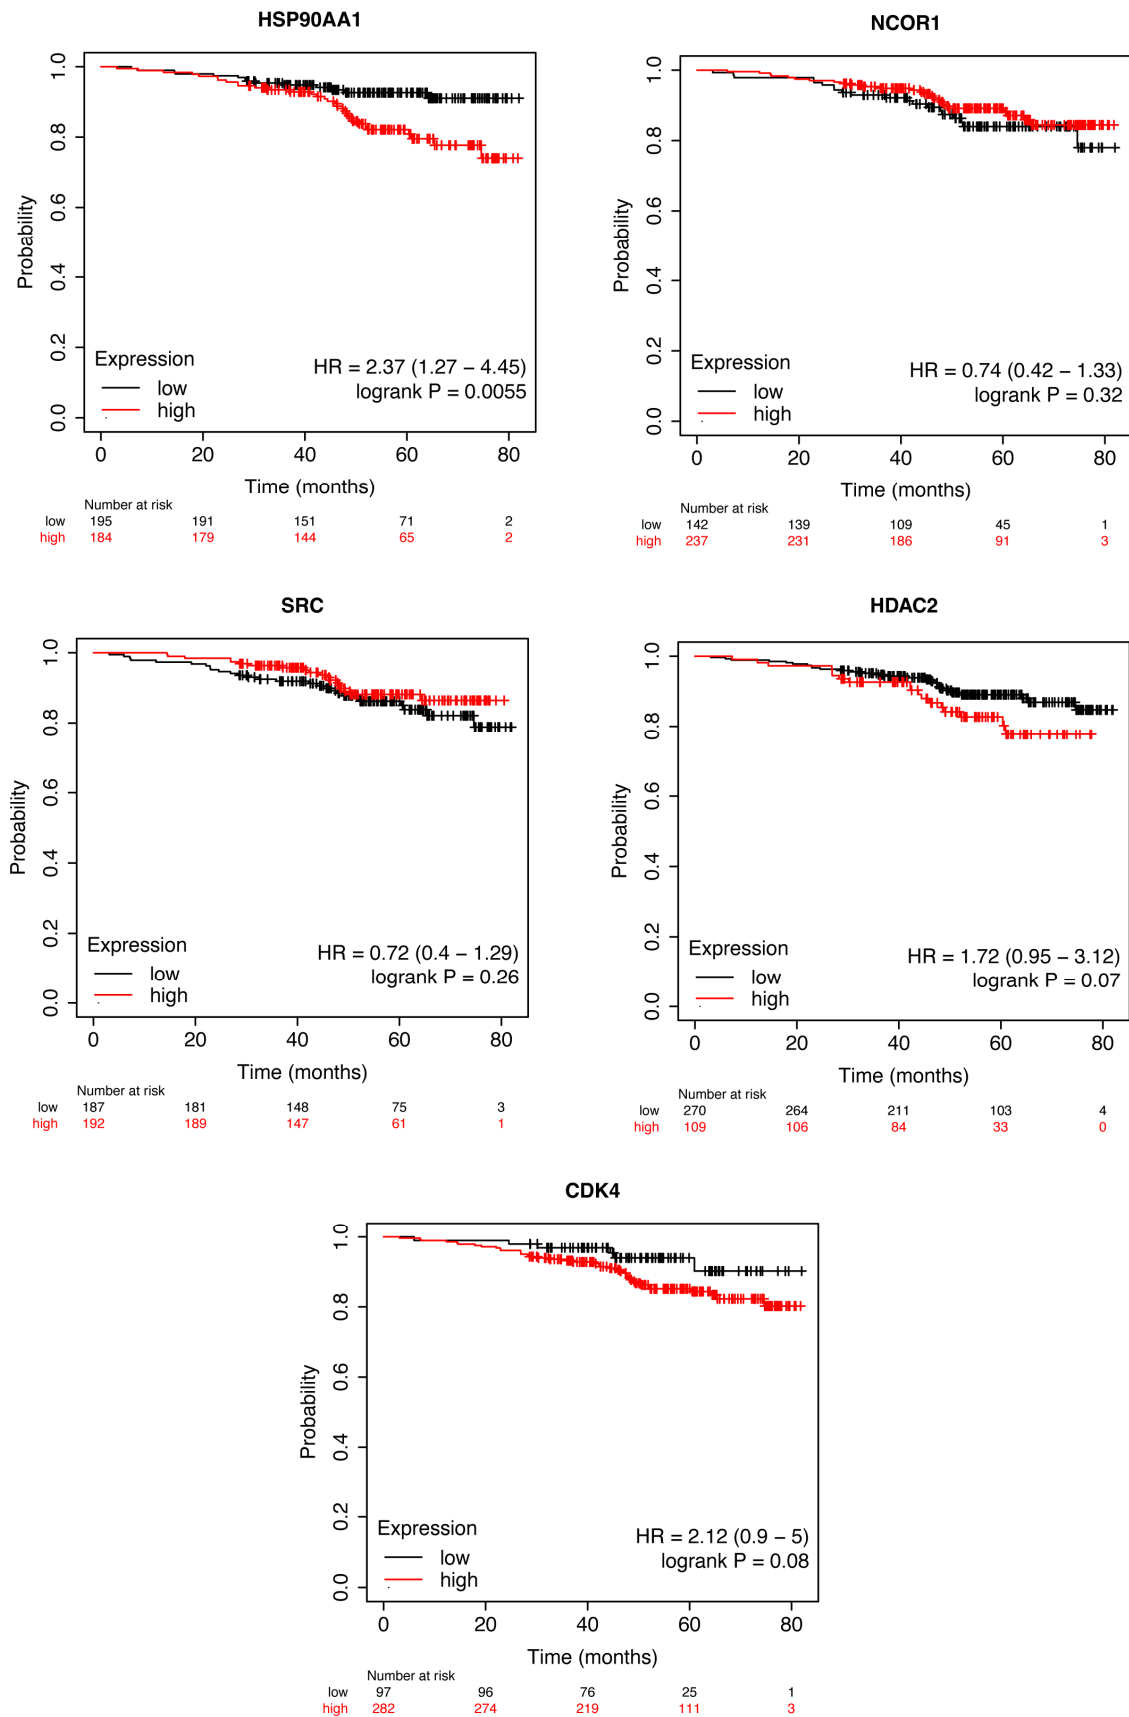 HSP90AA1
Probability
1.0
0.8
0.6
0.4
0.2
0.0
Expression
low
high
HR = 2.37 (1.27 − 4.45)
logrank P = 0.0055
0 20 40 60 80
Time (months)
Number at risk
low 195 191 151 71 2
high 184 179 144 65 2
NCOR1
Probability
1.0
0.8
0.6
0.4
0.2
0.0
Expression
low
high
HR = 0.74 (0.42 − 1.33)
logrank P = 0.32
0 20 40 60 80
Time (months)
Number at risk
low 142 139 109 45 1
high 237 231 186 91 3
SRC
Probability
1.0
0.8
0.6
0.4
0.2
0.0
Expression
low
high
HR = 0.72 (0.4 − 1.29)
logrank P = 0.26
0 20 40 60 80
Time (months)
Number at risk
low 187 181 148 75 3
high 192 189 147 61 1
HDAC2
Probability
1.0
0.8
0.6
0.4
0.2
0.0
Expression
low
high
HR = 1.72 (0.95 − 3.12)
logrank P = 0.07
0 20 40 60 80
Time (months)
Number at risk
low 270 264 211 103 4
high 109 106 84 33 0
CDK4
Probability
1.0
0.8
0.6
0.4
0.2
0.0
Expression
low
high
HR = 2.12 (0.9 − 5)
logrank P = 0.08
0 20 40 60 80
Time (months)
Number at risk
low 97 96 76 25 1
high 282 274 219 111 3